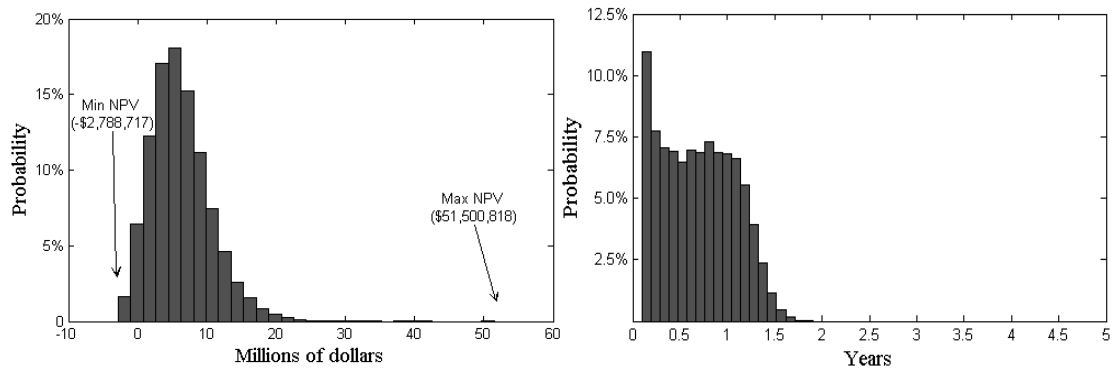 20%
15%
10%
5%
0
Probability
Min NPV
(-$2,788,717)
Max NPV
($51,500,818)
-10 0 10 20 30 40 50 60
Millions of dollars
12.5%
10.0%
7.5%
5.0%
2.5%
Probability
0 0.5 1 1.5 2 2.5 3 3.5 4 4.5 5
Years